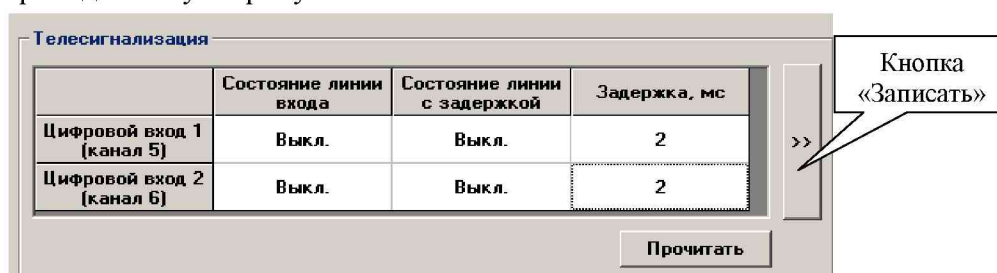 Телесигнализация
Состояние линии входа
Состояние линии с задержкой
Задержка, мс
Цифровой вход 1 (канал 5)
Выкл.
Выкл.
2
Цифровой вход 2 (канал 6)
Выкл.
Выкл.
2
>>
Прочитать
Кнопка
«Записать»